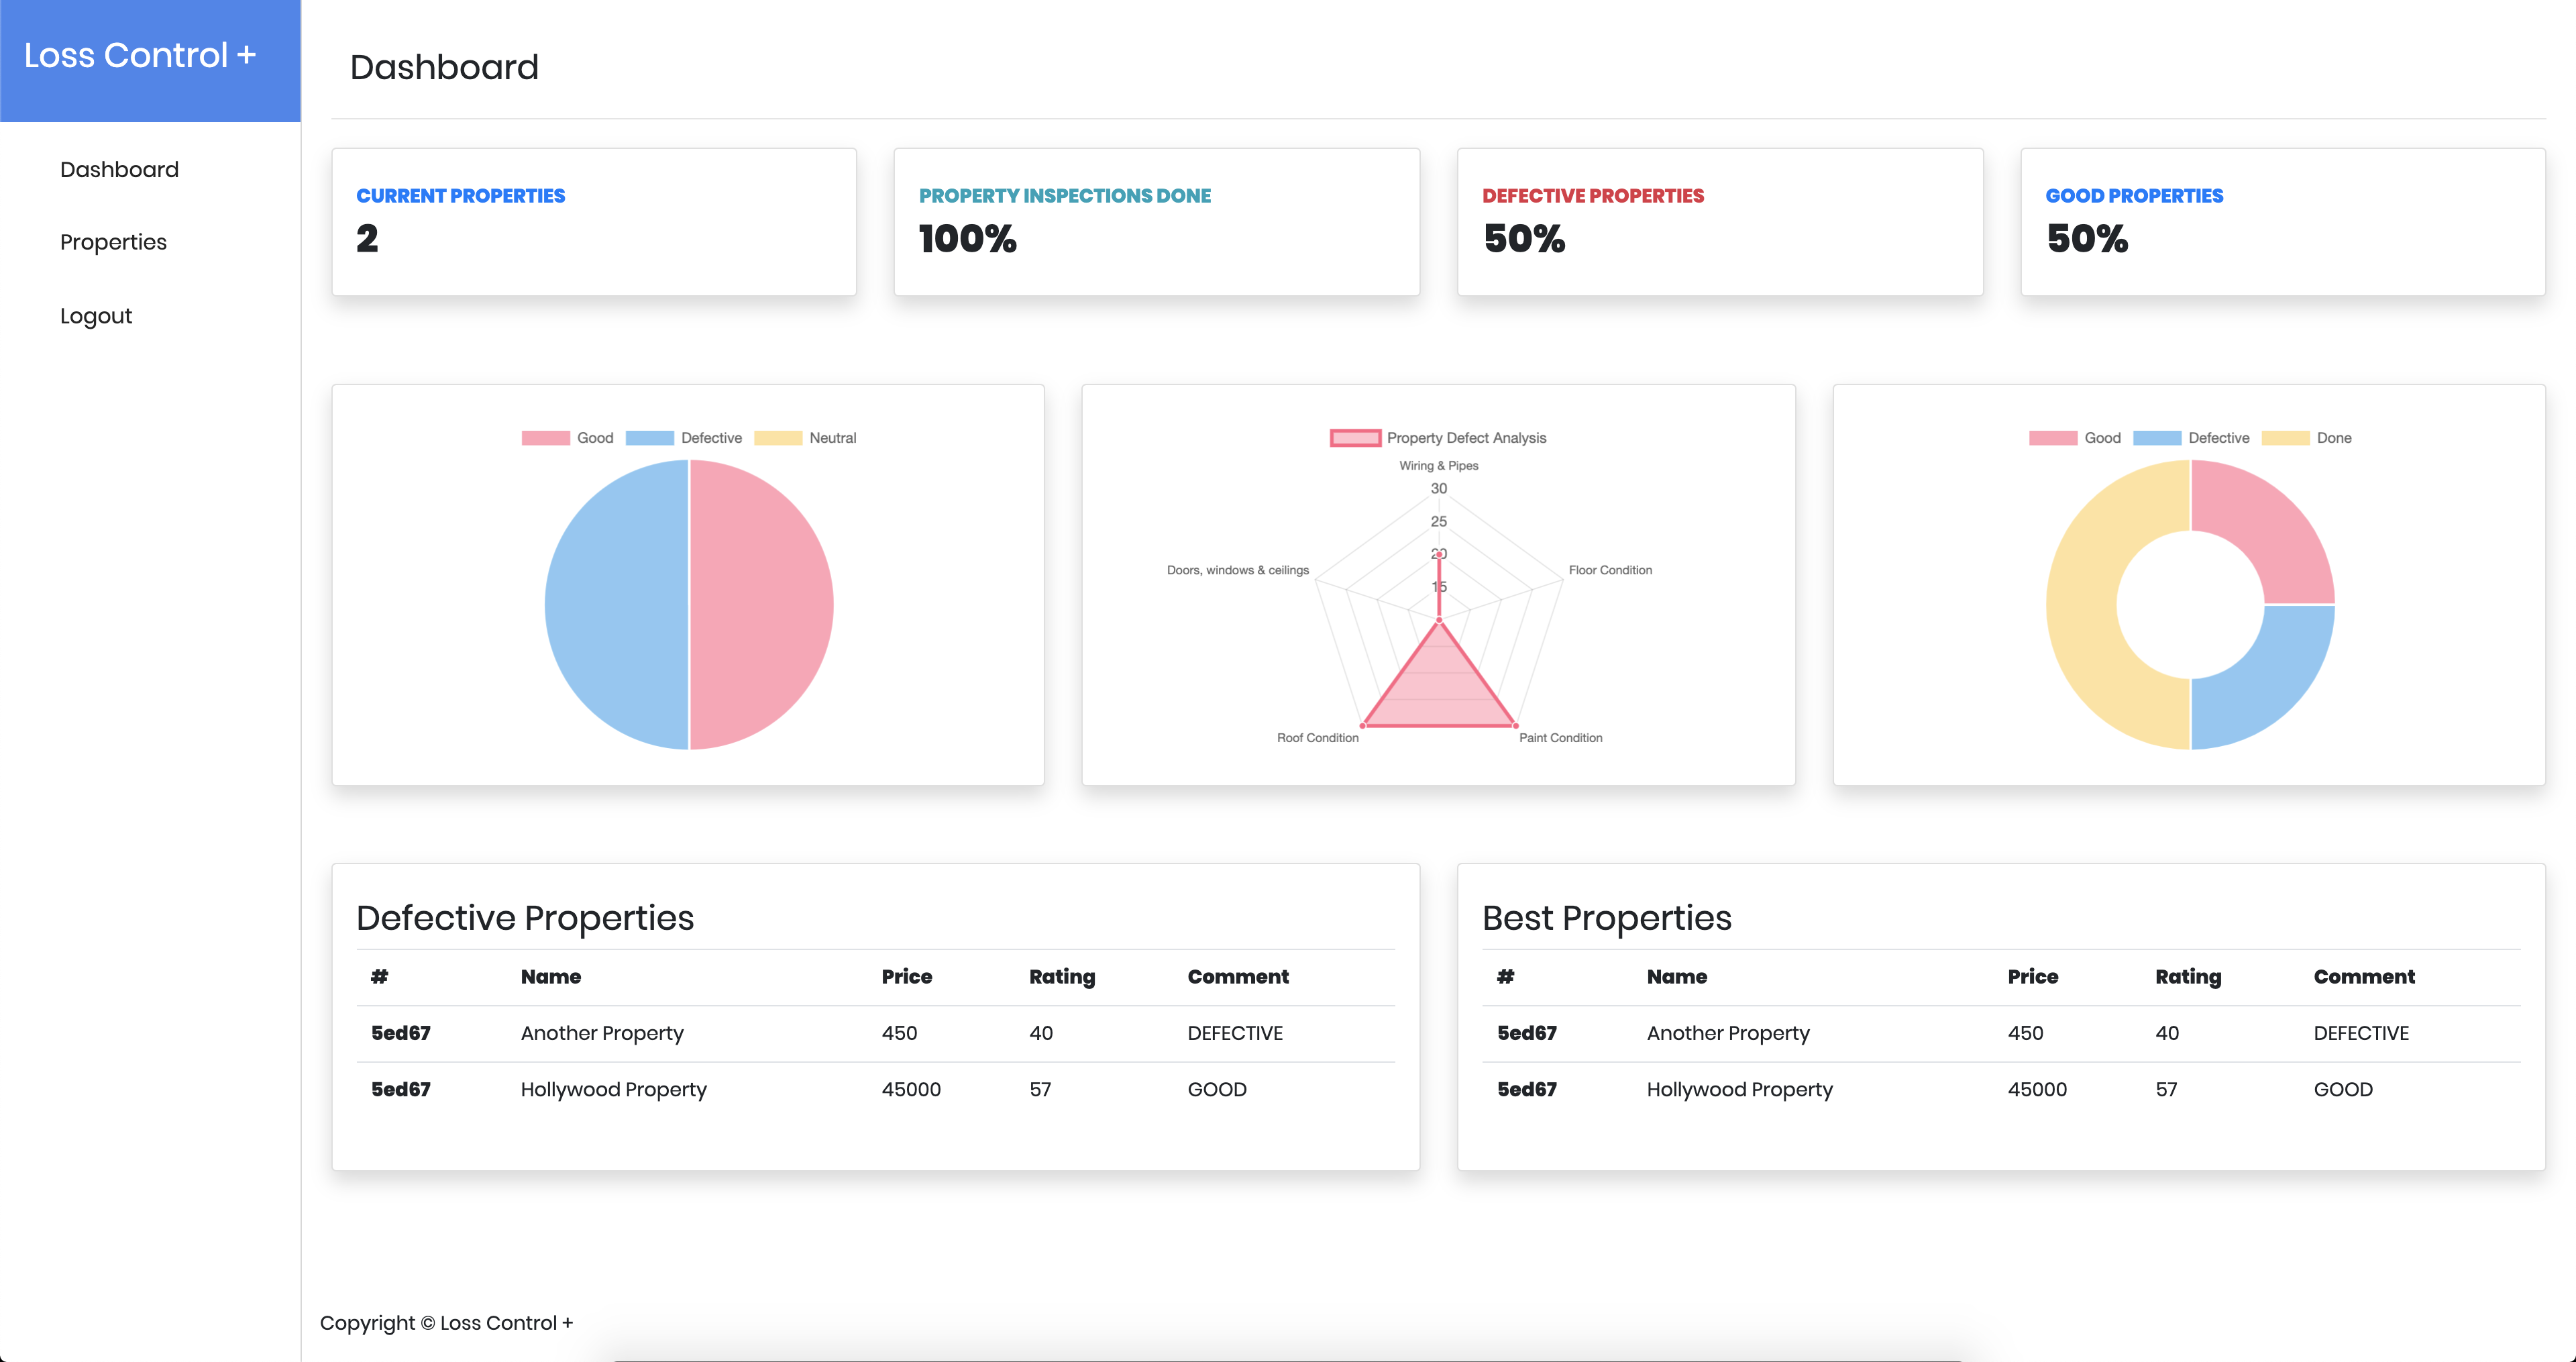 Loss Control +
Dashboard
Properties
Logout
Dashboard
CURRENT PROPERTIES
2
PROPERTY INSPECTIONS DONE
100%
DEFECTIVE PROPERTIES
50%
GOOD PROPERTIES
50%
Good Defective Neutral
Property Defect Analysis
Wiring & Pipes
30
25
20
15
Doors, windows & ceilings
Floor Condition
Roof Condition
Paint Condition
Good Defective Done
Defective Properties
# Name Price Rating Comment
5ed67 Another Property 450 40 DEFECTIVE
5ed67 Hollywood Property 45000 57 GOOD
Best Properties
# Name Price Rating Comment
5ed67 Another Property 450 40 DEFECTIVE
5ed67 Hollywood Property 45000 57 GOOD
Copyright © Loss Control +